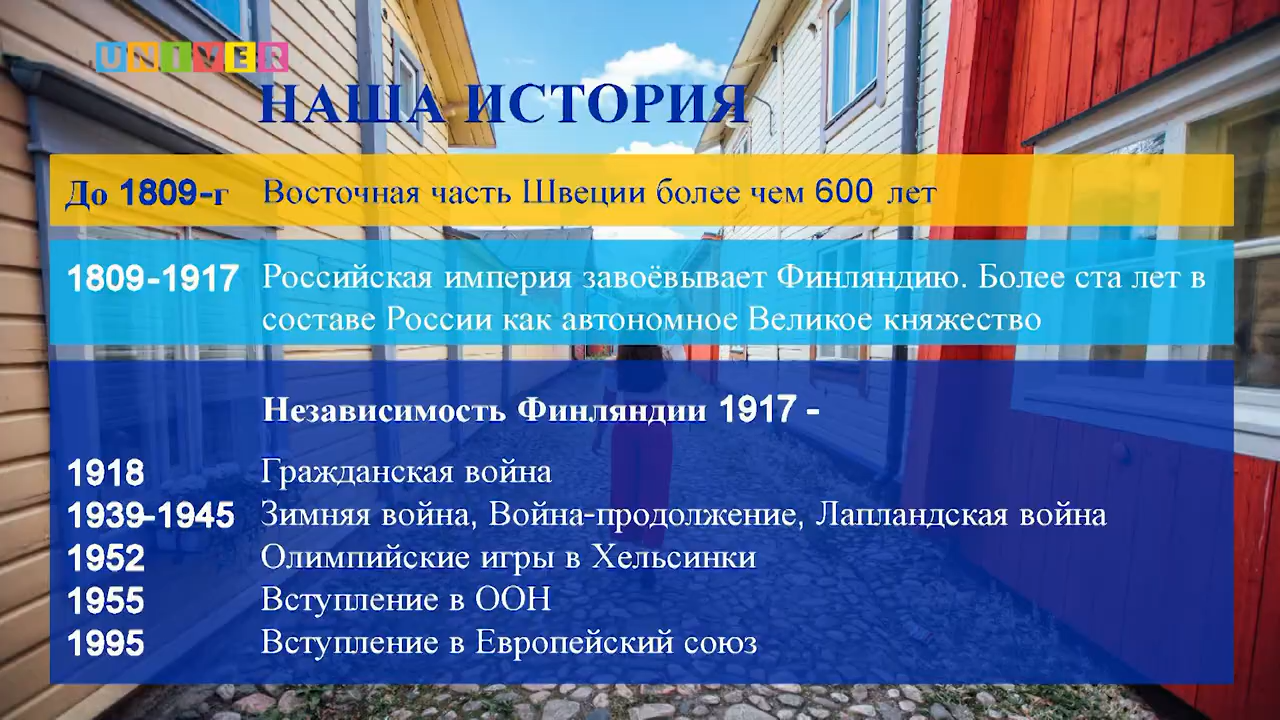 UNIVER
НАША ИСТОРИЯ
До 1809-г Восточная часть Швеции более чем 600 лет
1809-1917 Российская империя завоёвывает Финляндию. Более ста лет в
составе России как автономное Великое княжество
Независимость Финляндии 1917 -
1918 Гражданская война
1939-1945 Зимняя война, Война-продолжение, Лапландская война
1952 Олимпийские игры в Хельсинки
1955 Вступление в ООН
1995 Вступление в Европейский союз